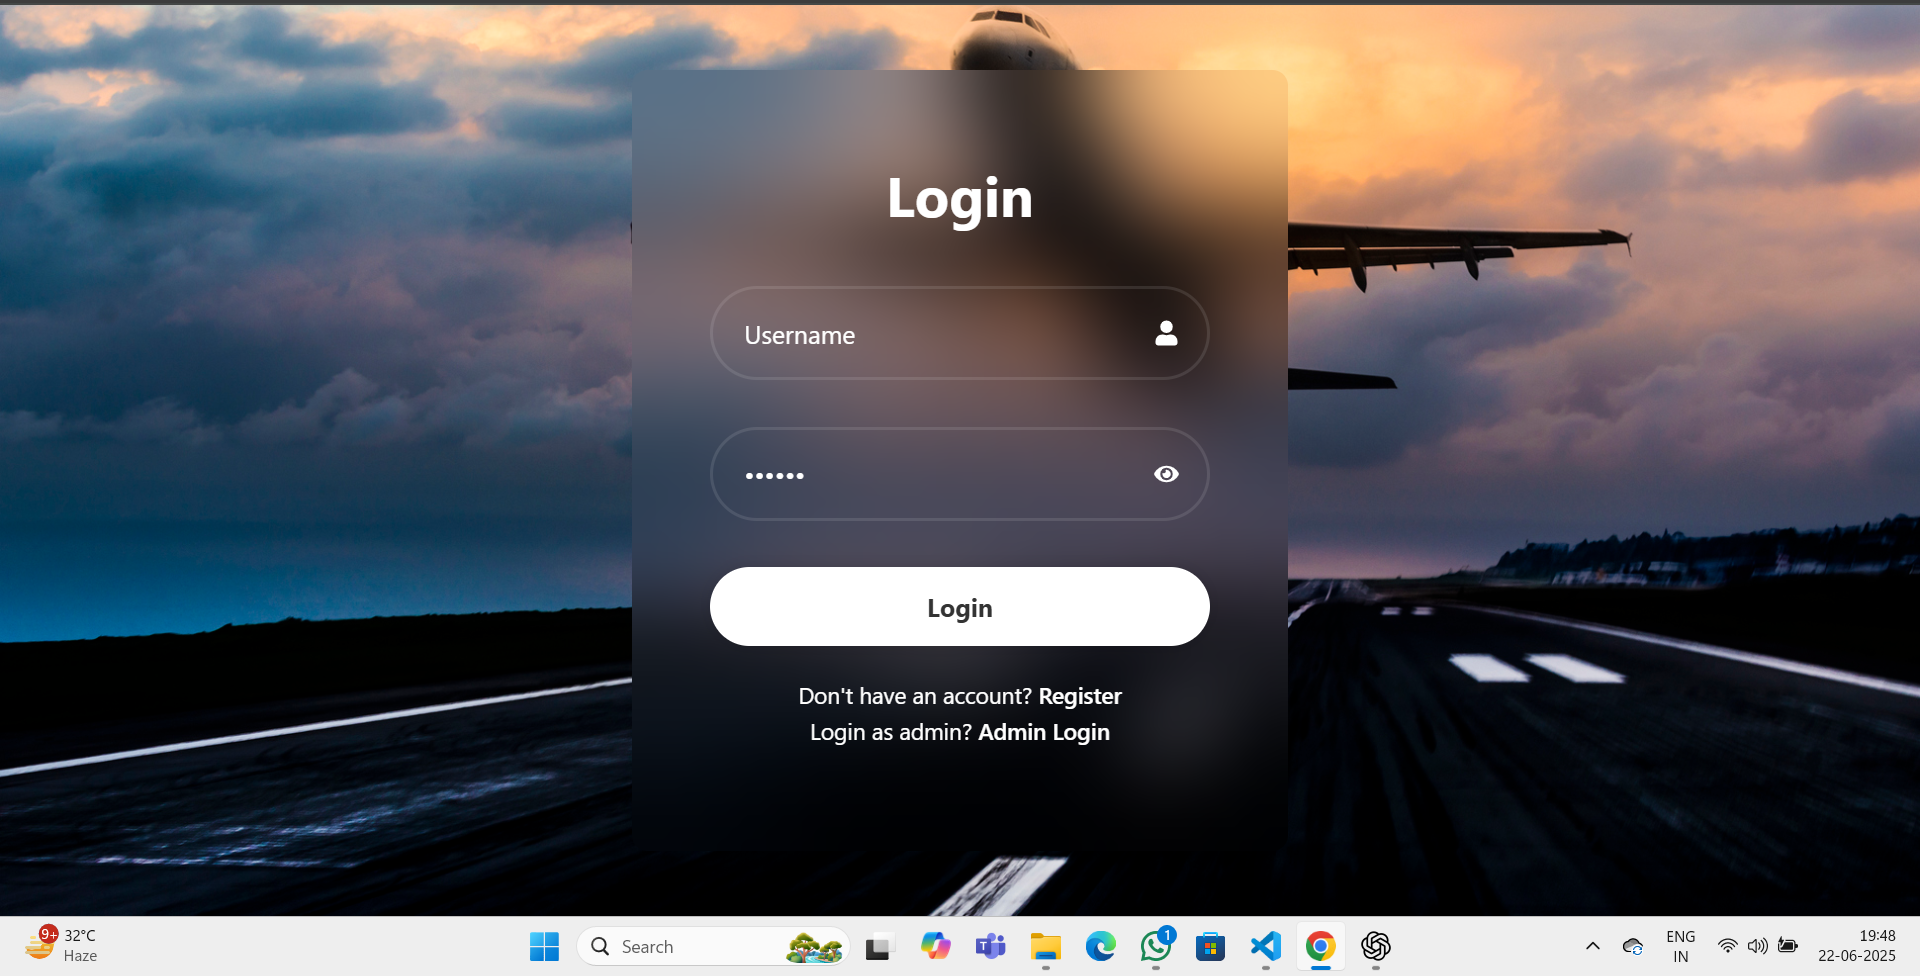 Login
Username
••••••
Login
Don't have an account? Register
Login as admin? Admin Login
9+
32°C
Haze
Search
T
1
ENG
IN
19:48
22-06-2025